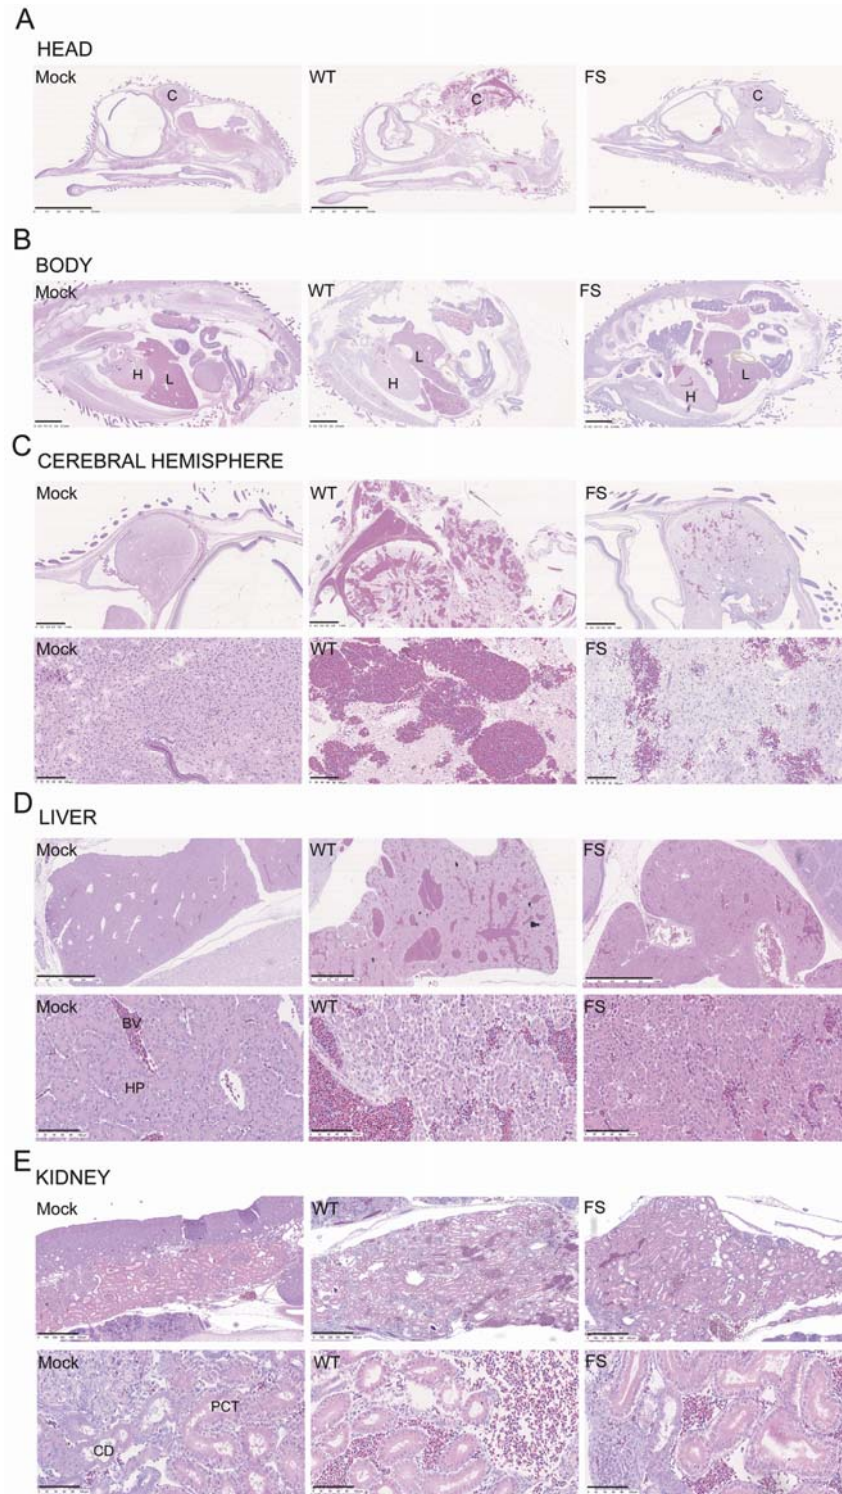 A
HEAD
Mock WT FS
C C C
B
BODY
Mock WT FS
H L H L H L
C
CEREBRAL HEMISPHERE
Mock WT FS
Mock WT FS
D
LIVER
Mock WT FS
Mock WT FS
BV
HP
E
KIDNEY
Mock WT FS
Mock WT FS
PCT
CD